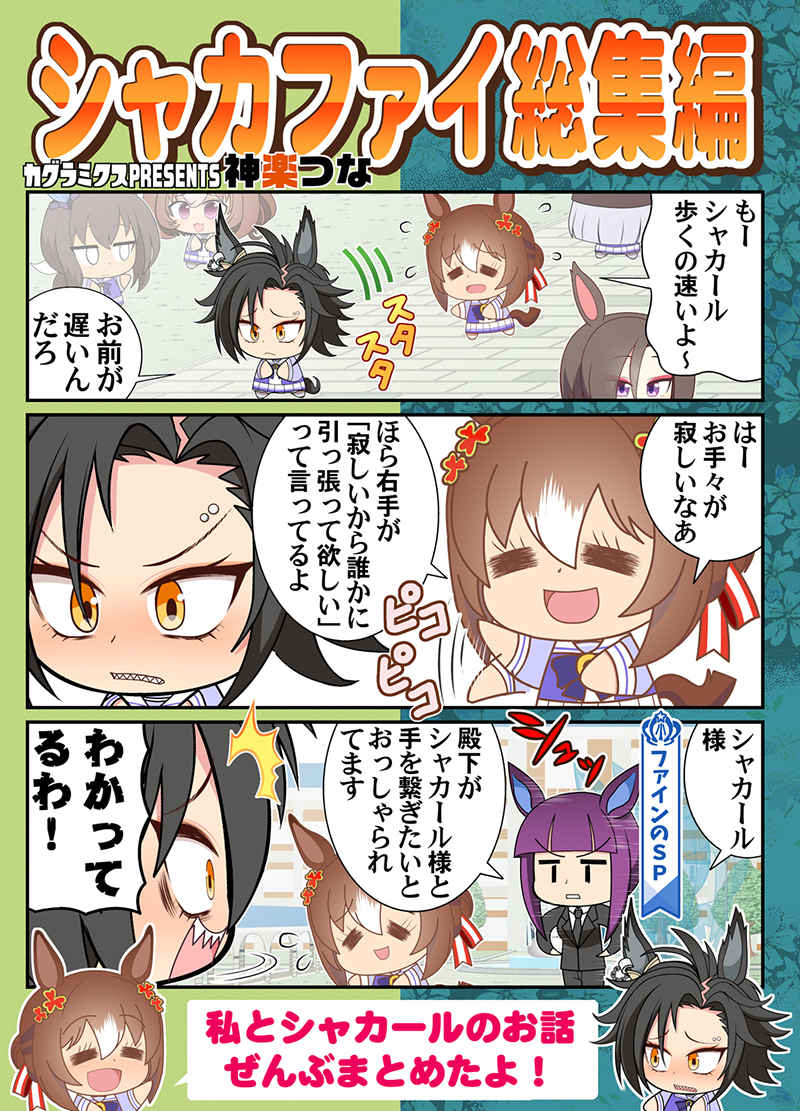 シャカファイ総集編
カグラミクスPRESENTS 神楽つな
もー
シャカール
歩くの速いよ～
スタ
スタ
お前が
遅いん
だろ
はー
お手々が
寂しいなあ
ほら右手が
「寂しいから誰かに
引っ張って欲しい」
って言ってるよ
ピコ
ピコ
シャカール
様
ファインのSP
シュッ
殿下が
シャカール様と
手を繋ぎたいと
おっしゃられ
てます
わかって
るわ！
私とシャカールのお話
ぜんぶまとめたよ！